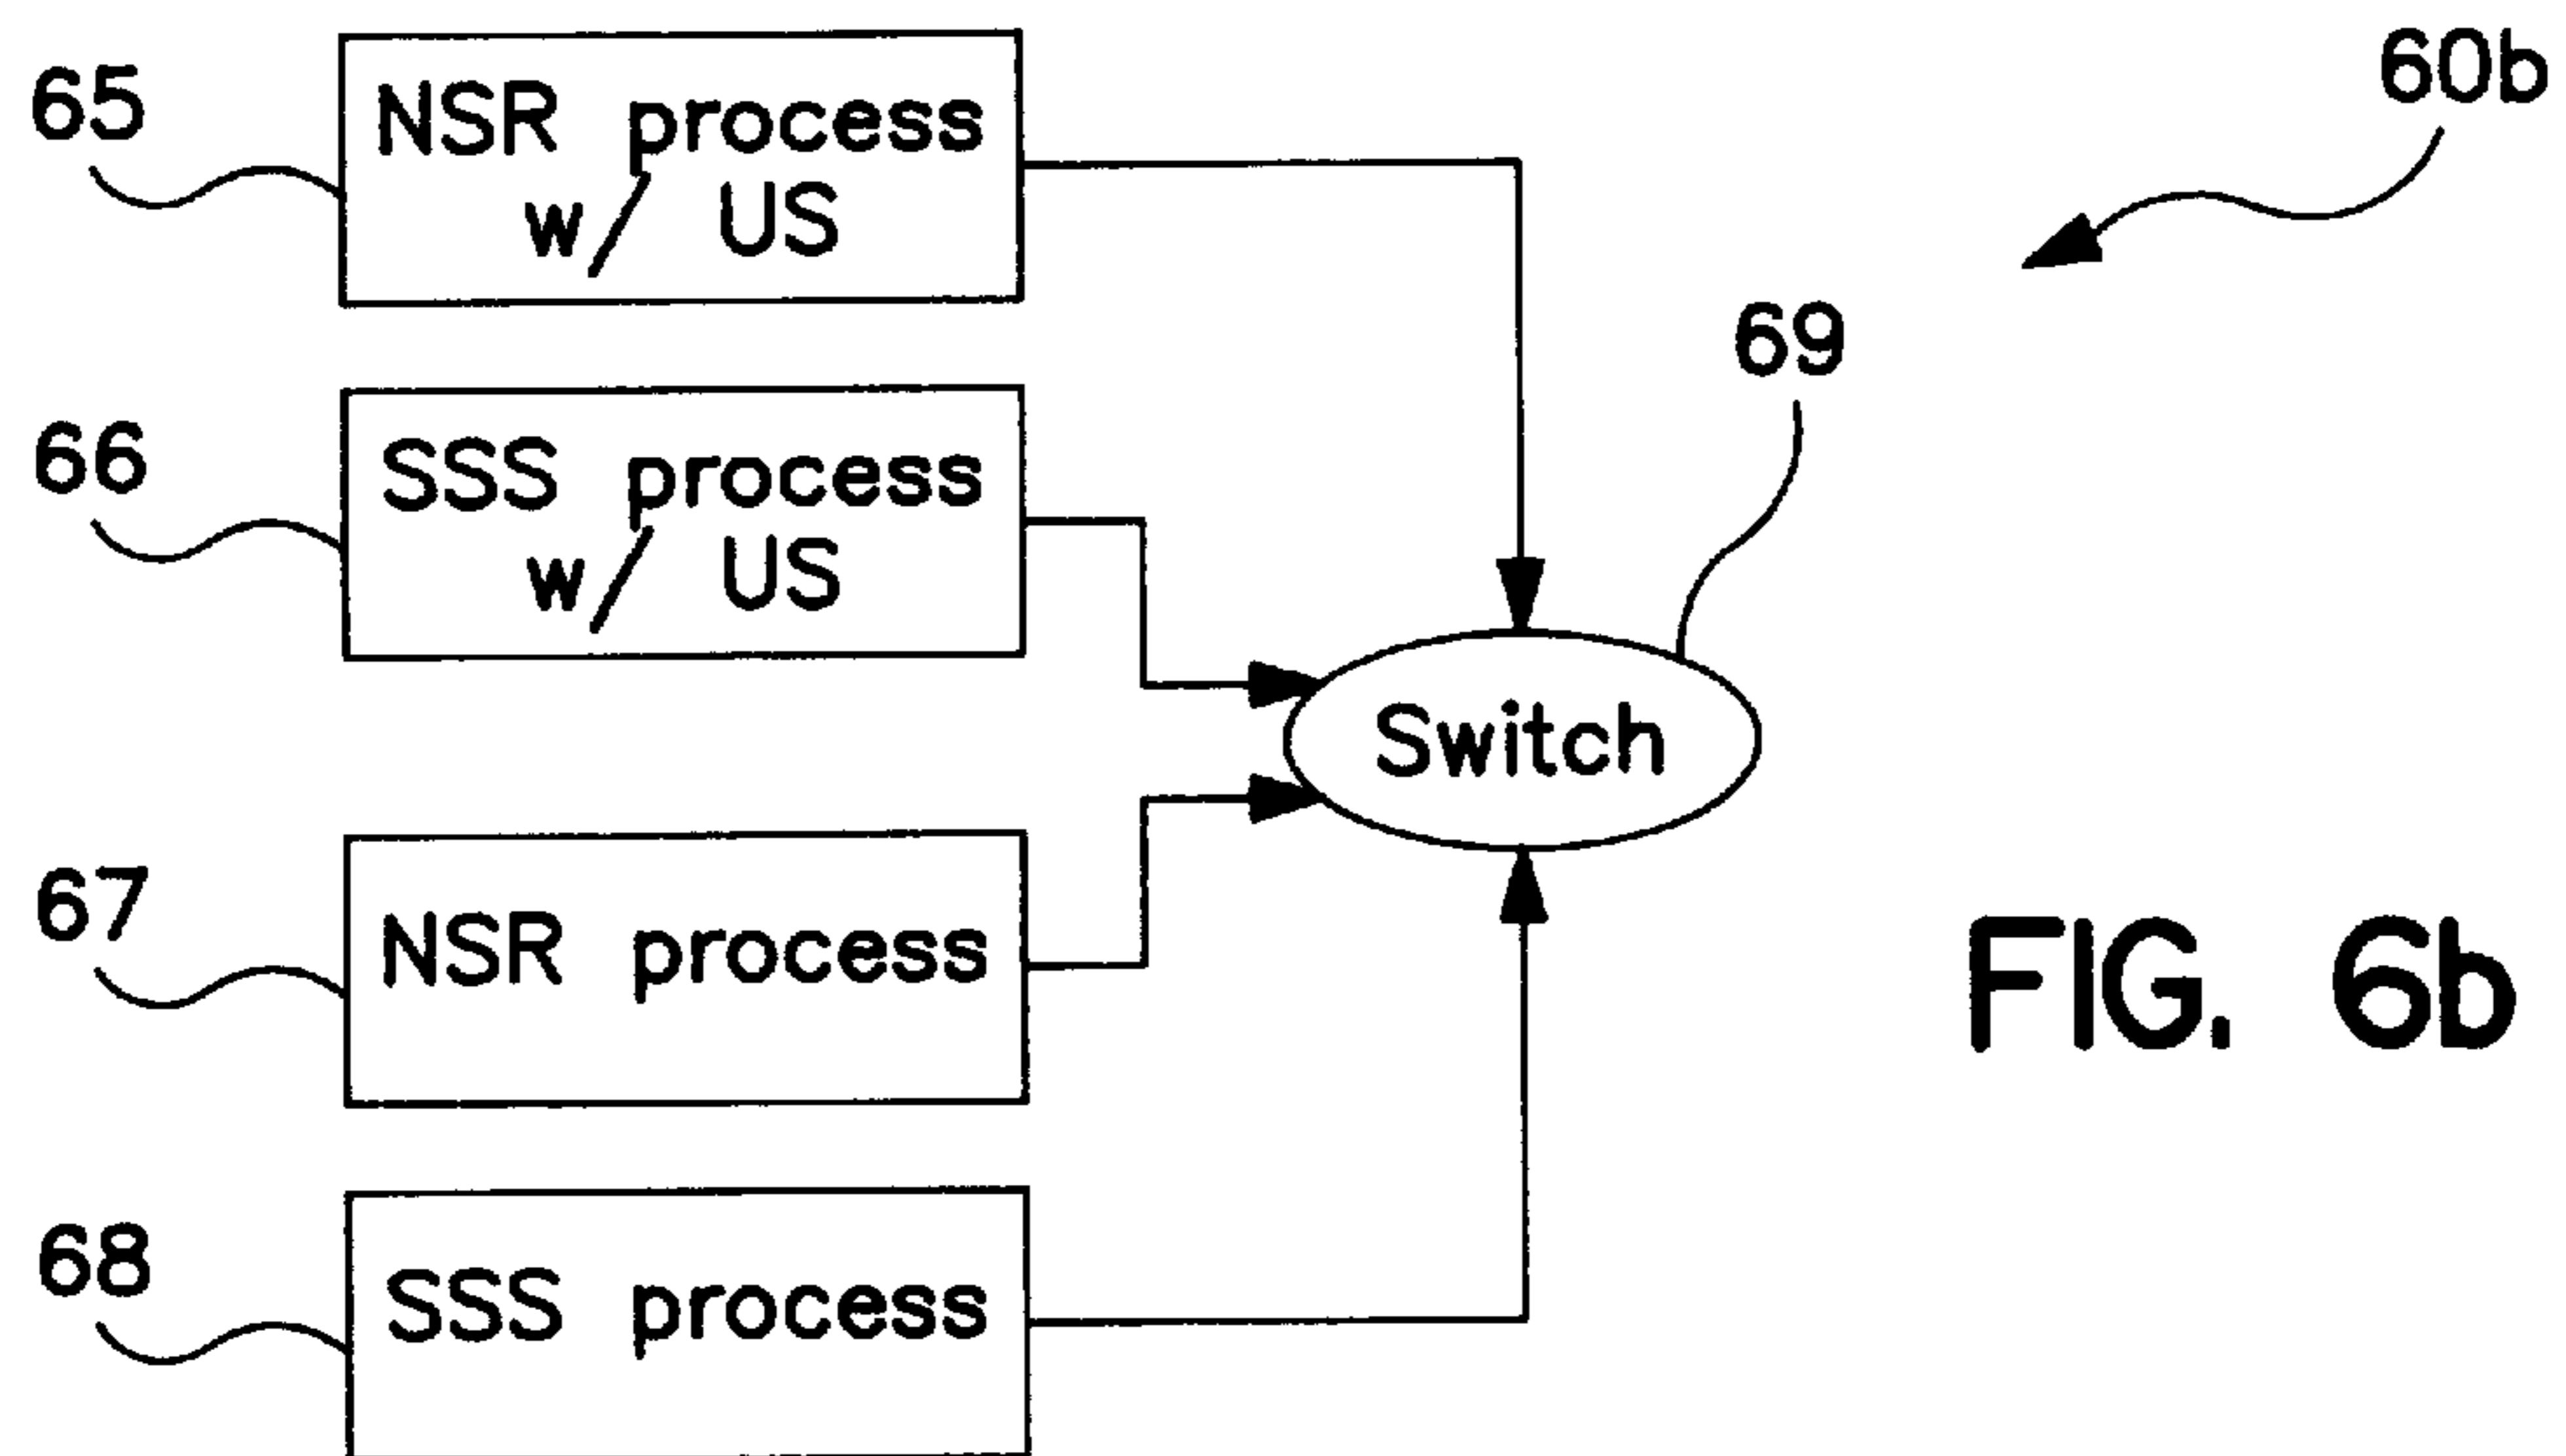 60b
65
NSR process
w/ US
69
66
SSS process
w/ US
Switch
67
NSR process
FIG. 6b
68
SSS process